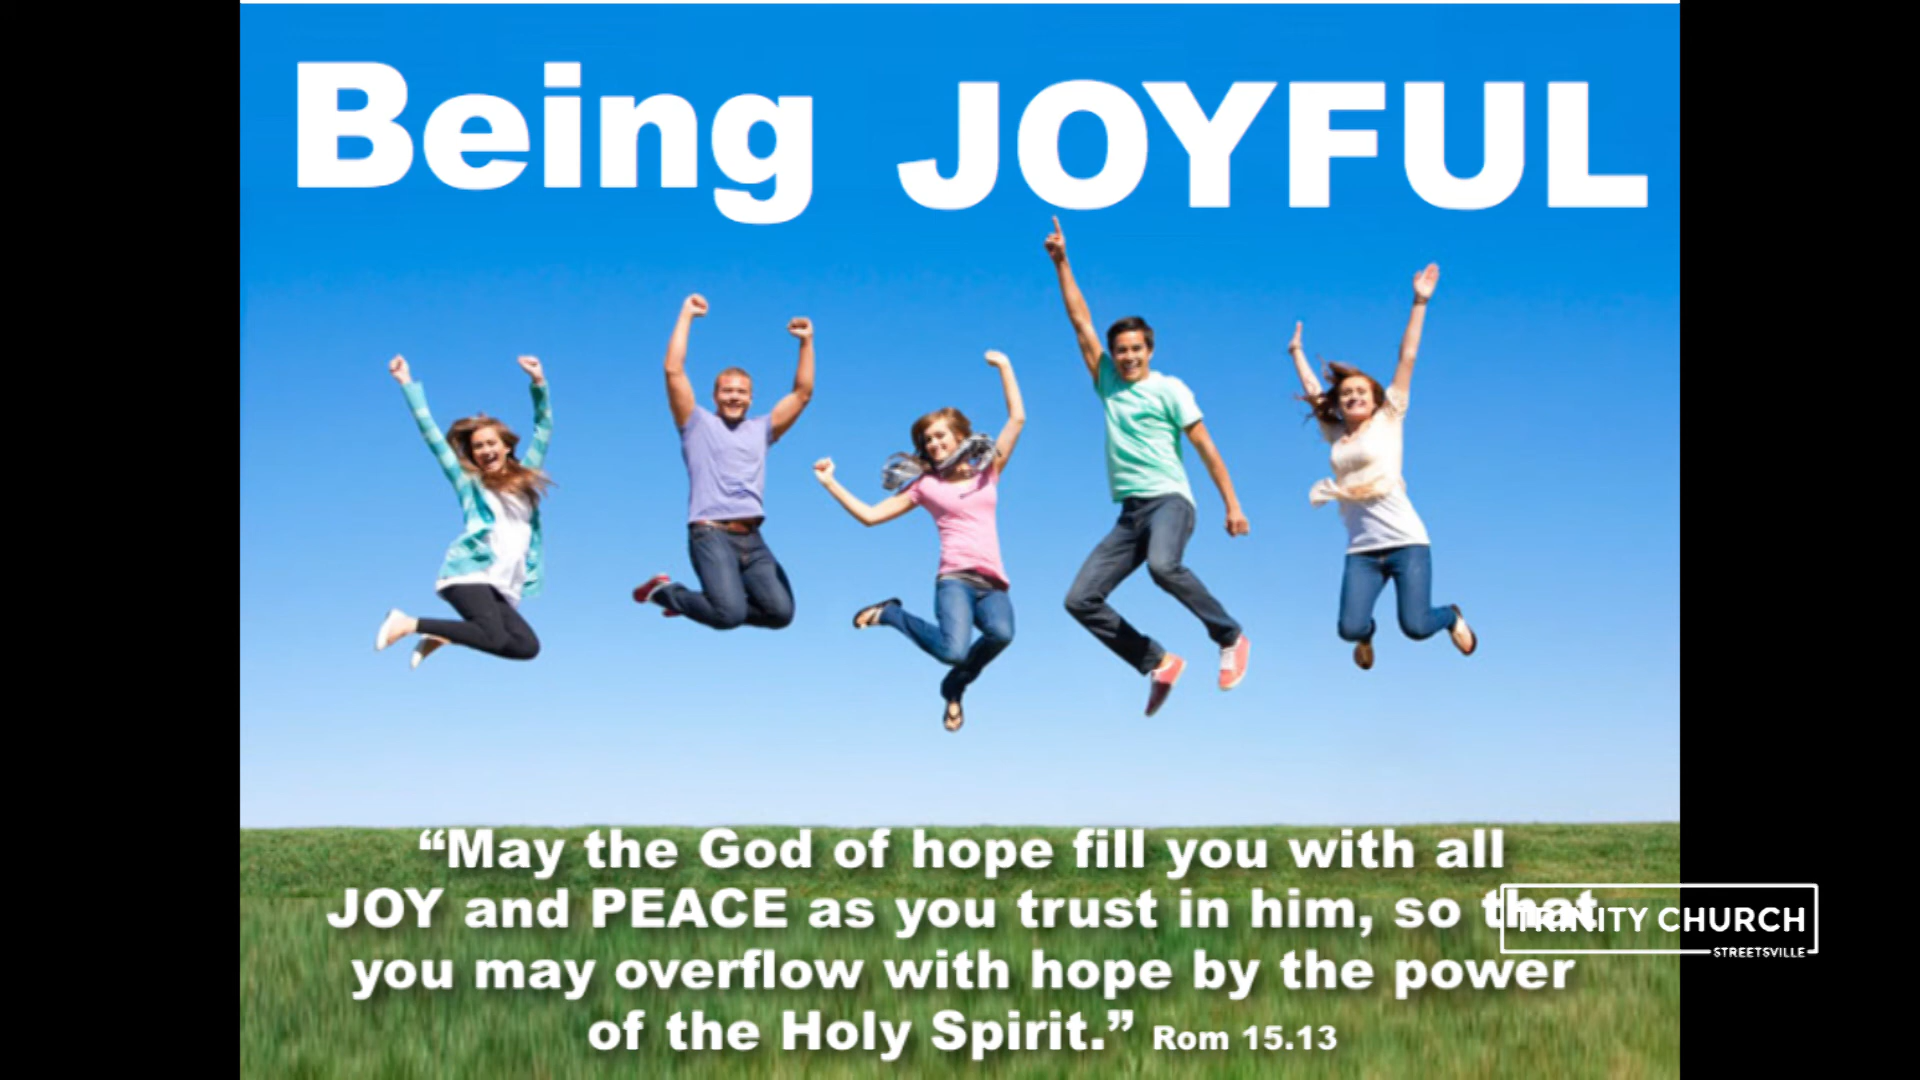 Being JOYFUL
“May the God of hope fill you with all
JOY and PEACE as you trust in him, so that
you may overflow with hope by the power
of the Holy Spirit.” Rom 15.13
TRINITY CHURCH
STREETSVILLE